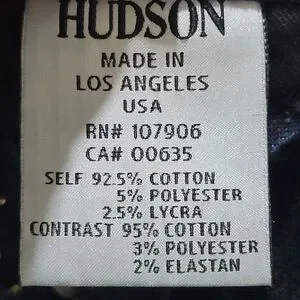 HUDSON
MADE IN
LOS ANGELES
USA
RN# 107906
CA# 00635
SELF 92.5% COTTON
5% POLYESTER
2.5% LYCRA
CONTRAST 95% COTTON
3% POLYESTER
2% ELASTAN